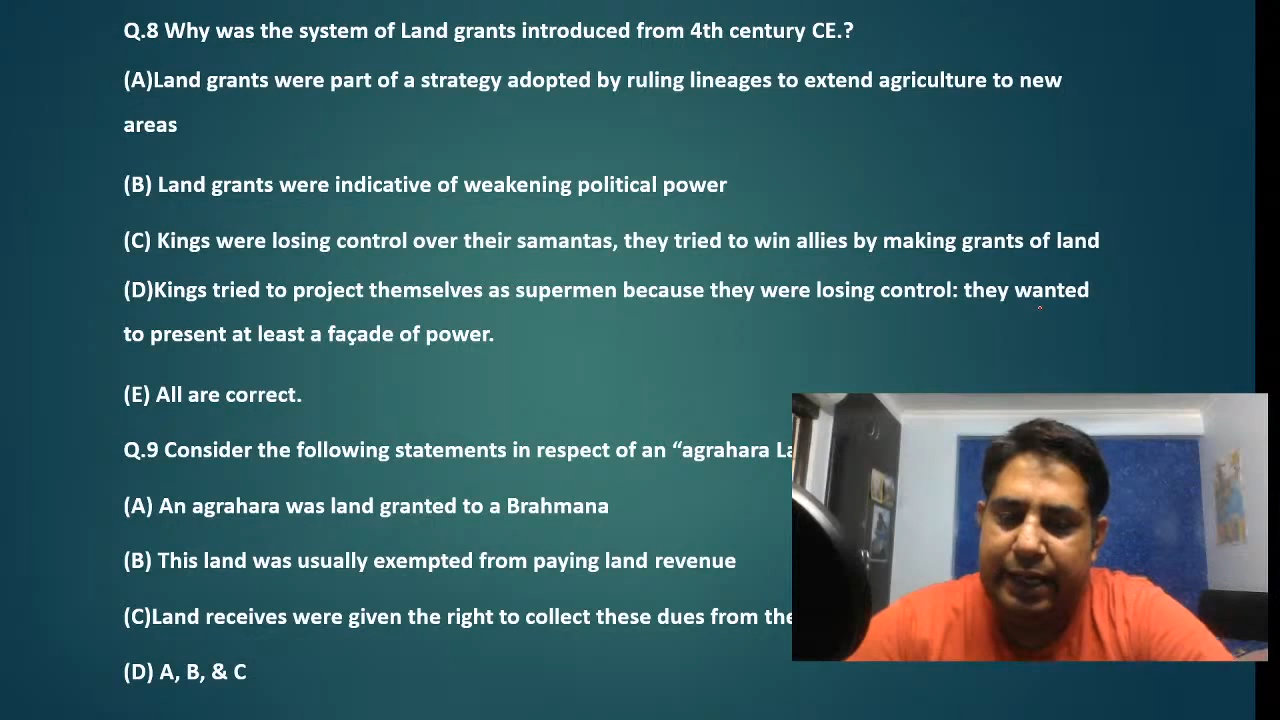 Q.8 Why was the system of Land grants introduced from 4th century CE.?
(A)Land grants were part of a strategy adopted by ruling lineages to extend agriculture to new
areas
(B) Land grants were indicative of weakening political power
(C) Kings were losing control over their samantas, they tried to win allies by making grants of land
(D)Kings tried to project themselves as supermen because they were losing control: they wanted
to present at least a façade of power.
(E) All are correct.
Q.9 Consider the following statements in respect of an “agrahara
(A) An agrahara was land granted to a Brahmana
(B) This land was usually exempted from paying land revenue
(C)Land receives were given the right to collect these dues from
(D) A, B, & C